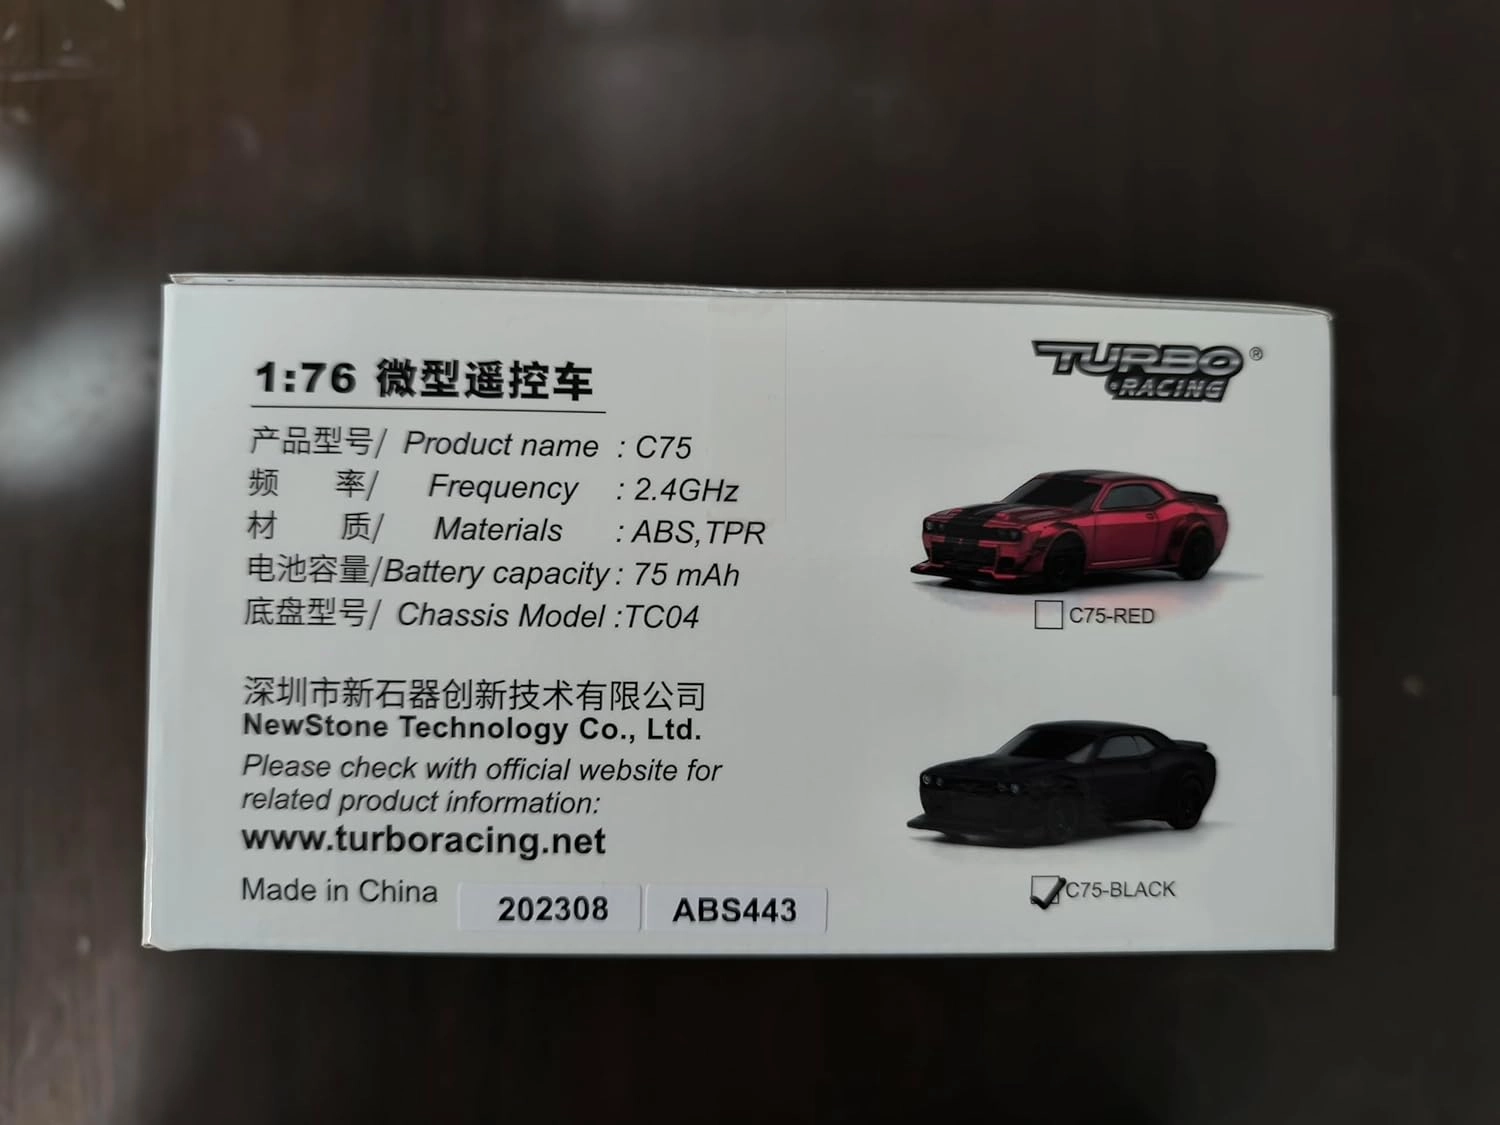 1:76 微型遥控车
产品型号/ Product name : C75
频 率/ Frequency : 2.4GHz
材 质/ Materials : ABS,TPR
电池容量/Battery capacity : 75 mAh
底盘型号/ Chassis Model :TC04
深圳市新石器创新技术有限公司
NewStone Technology Co., Ltd.
Please check with official website for
related product information:
www.turboracing.net
Made in China
202308
ABS443
TURBO ®
RACING
C75-RED
C75-BLACK